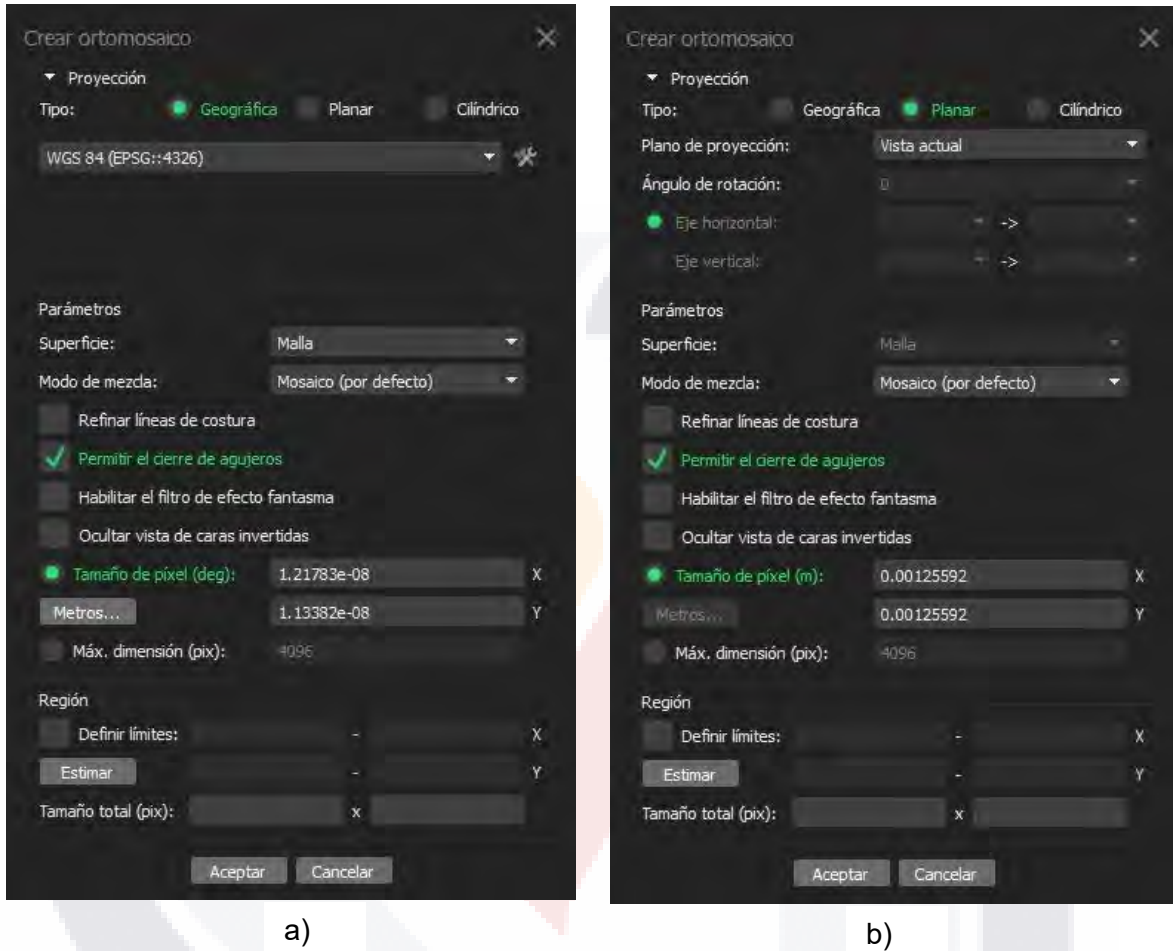 Crear ortomosaico
Proyección
Tipo: Geográfica Planar Cilíndrico
WGS 84 (EPSG::4326)
Parámetros
Superficie: Malla
Modo de mezcla: Mosaico (por defecto)
Refinar líneas de costura
Permitir el cierre de agujeros
Habilitar el filtro de efecto fantasma
Ocultar vista de caras invertidas
Tamaño de píxel (deg): 1.21783e-08 X
Metros... 1.13382e-08 Y
Máx. dimensión (pix): 4096
Región
Definir límites: - X
Estimar - Y
Tamaño total (pix): x
Aceptar Cancelar
a)
Crear ortomosaico
Proyección
Tipo: Geográfica Planar Cilíndrico
Plano de proyección: Vista actual
Ángulo de rotación: 0
Eje horizontal: ->
Eje vertical: ->
Parámetros
Superficie: Malla
Modo de mezcla: Mosaico (por defecto)
Refinar líneas de costura
Permitir el cierre de agujeros
Habilitar el filtro de efecto fantasma
Ocultar vista de caras invertidas
Tamaño de píxel (m): 0.00125592 X
Metros... 0.00125592 Y
Máx. dimensión (pix): 4096
Región
Definir límites: - X
Estimar - Y
Tamaño total (pix): x
Aceptar Cancelar
b)